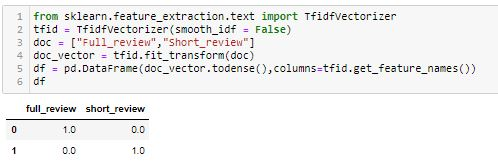 1 from sklearn.feature_extraction.text import TfidfVectorizer
2 tfid = TfidfVectorizer(smooth_idf = False)
3 doc = ["Full_review","Short_review"]
4 doc_vector = tfid.fit_transform(doc)
5 df = pd.DataFrame(doc_vector.todense(),columns=tfid.get_feature_names())
6 df
full_review short_review
0 1.0 0.0
1 0.0 1.0